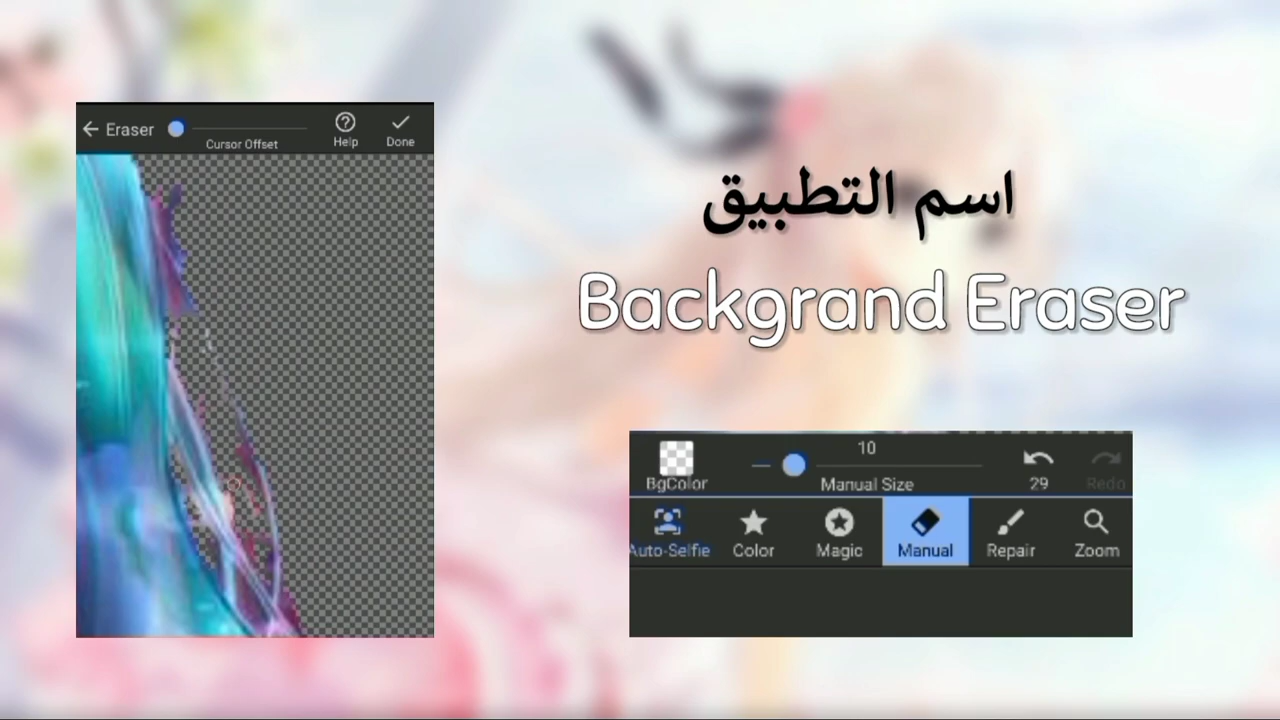 Eraser
Cursor Offset
Help
Done
اسم التطبيق
Backgrand Eraser
BgColor
10
Manual Size
29
Redo
Auto-Selfie
Color
Magic
Manual
Repair
Zoom